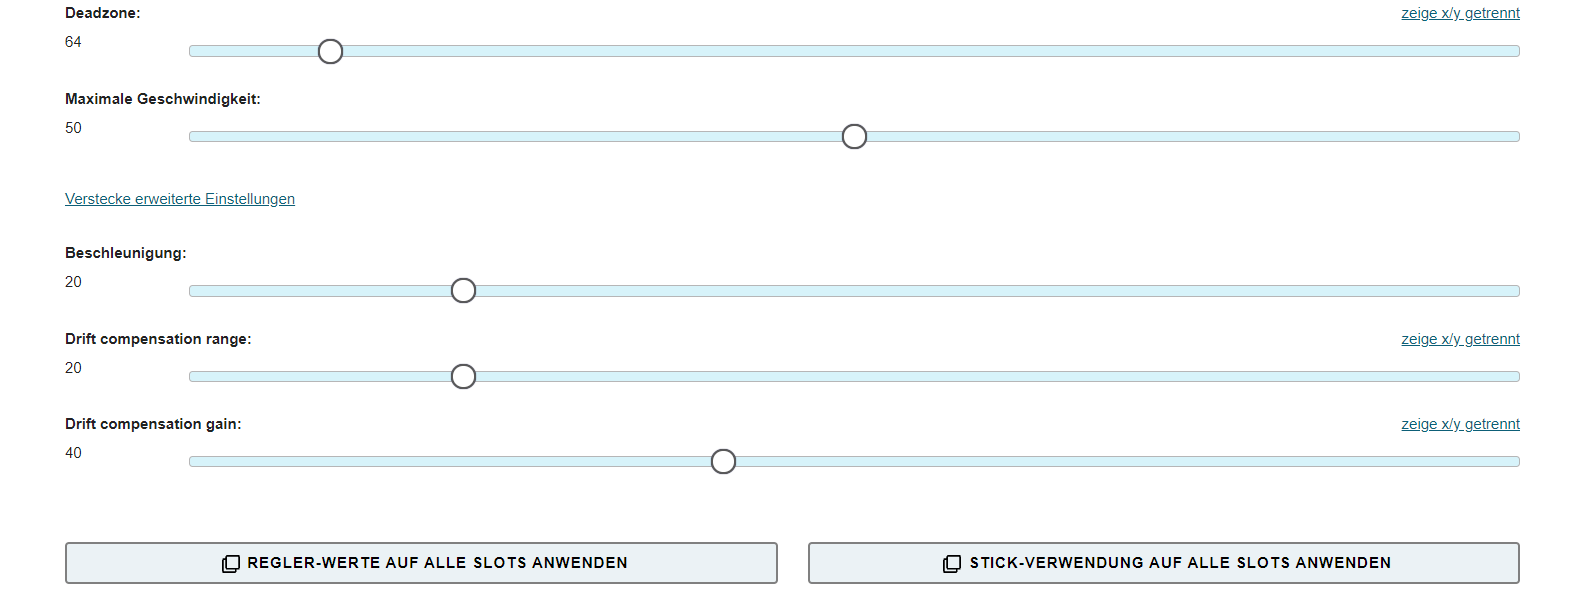 Deadzone:
zeige x/y getrennt
64
Maximale Geschwindigkeit:
50
Verstecke erweiterte Einstellungen
Beschleunigung:
20
Drift compensation range:
zeige x/y getrennt
20
Drift compensation gain:
zeige x/y getrennt
40
REGLER-WERTE AUF ALLE SLOTS ANWENDEN
STICK-VERWENDUNG AUF ALLE SLOTS ANWENDEN